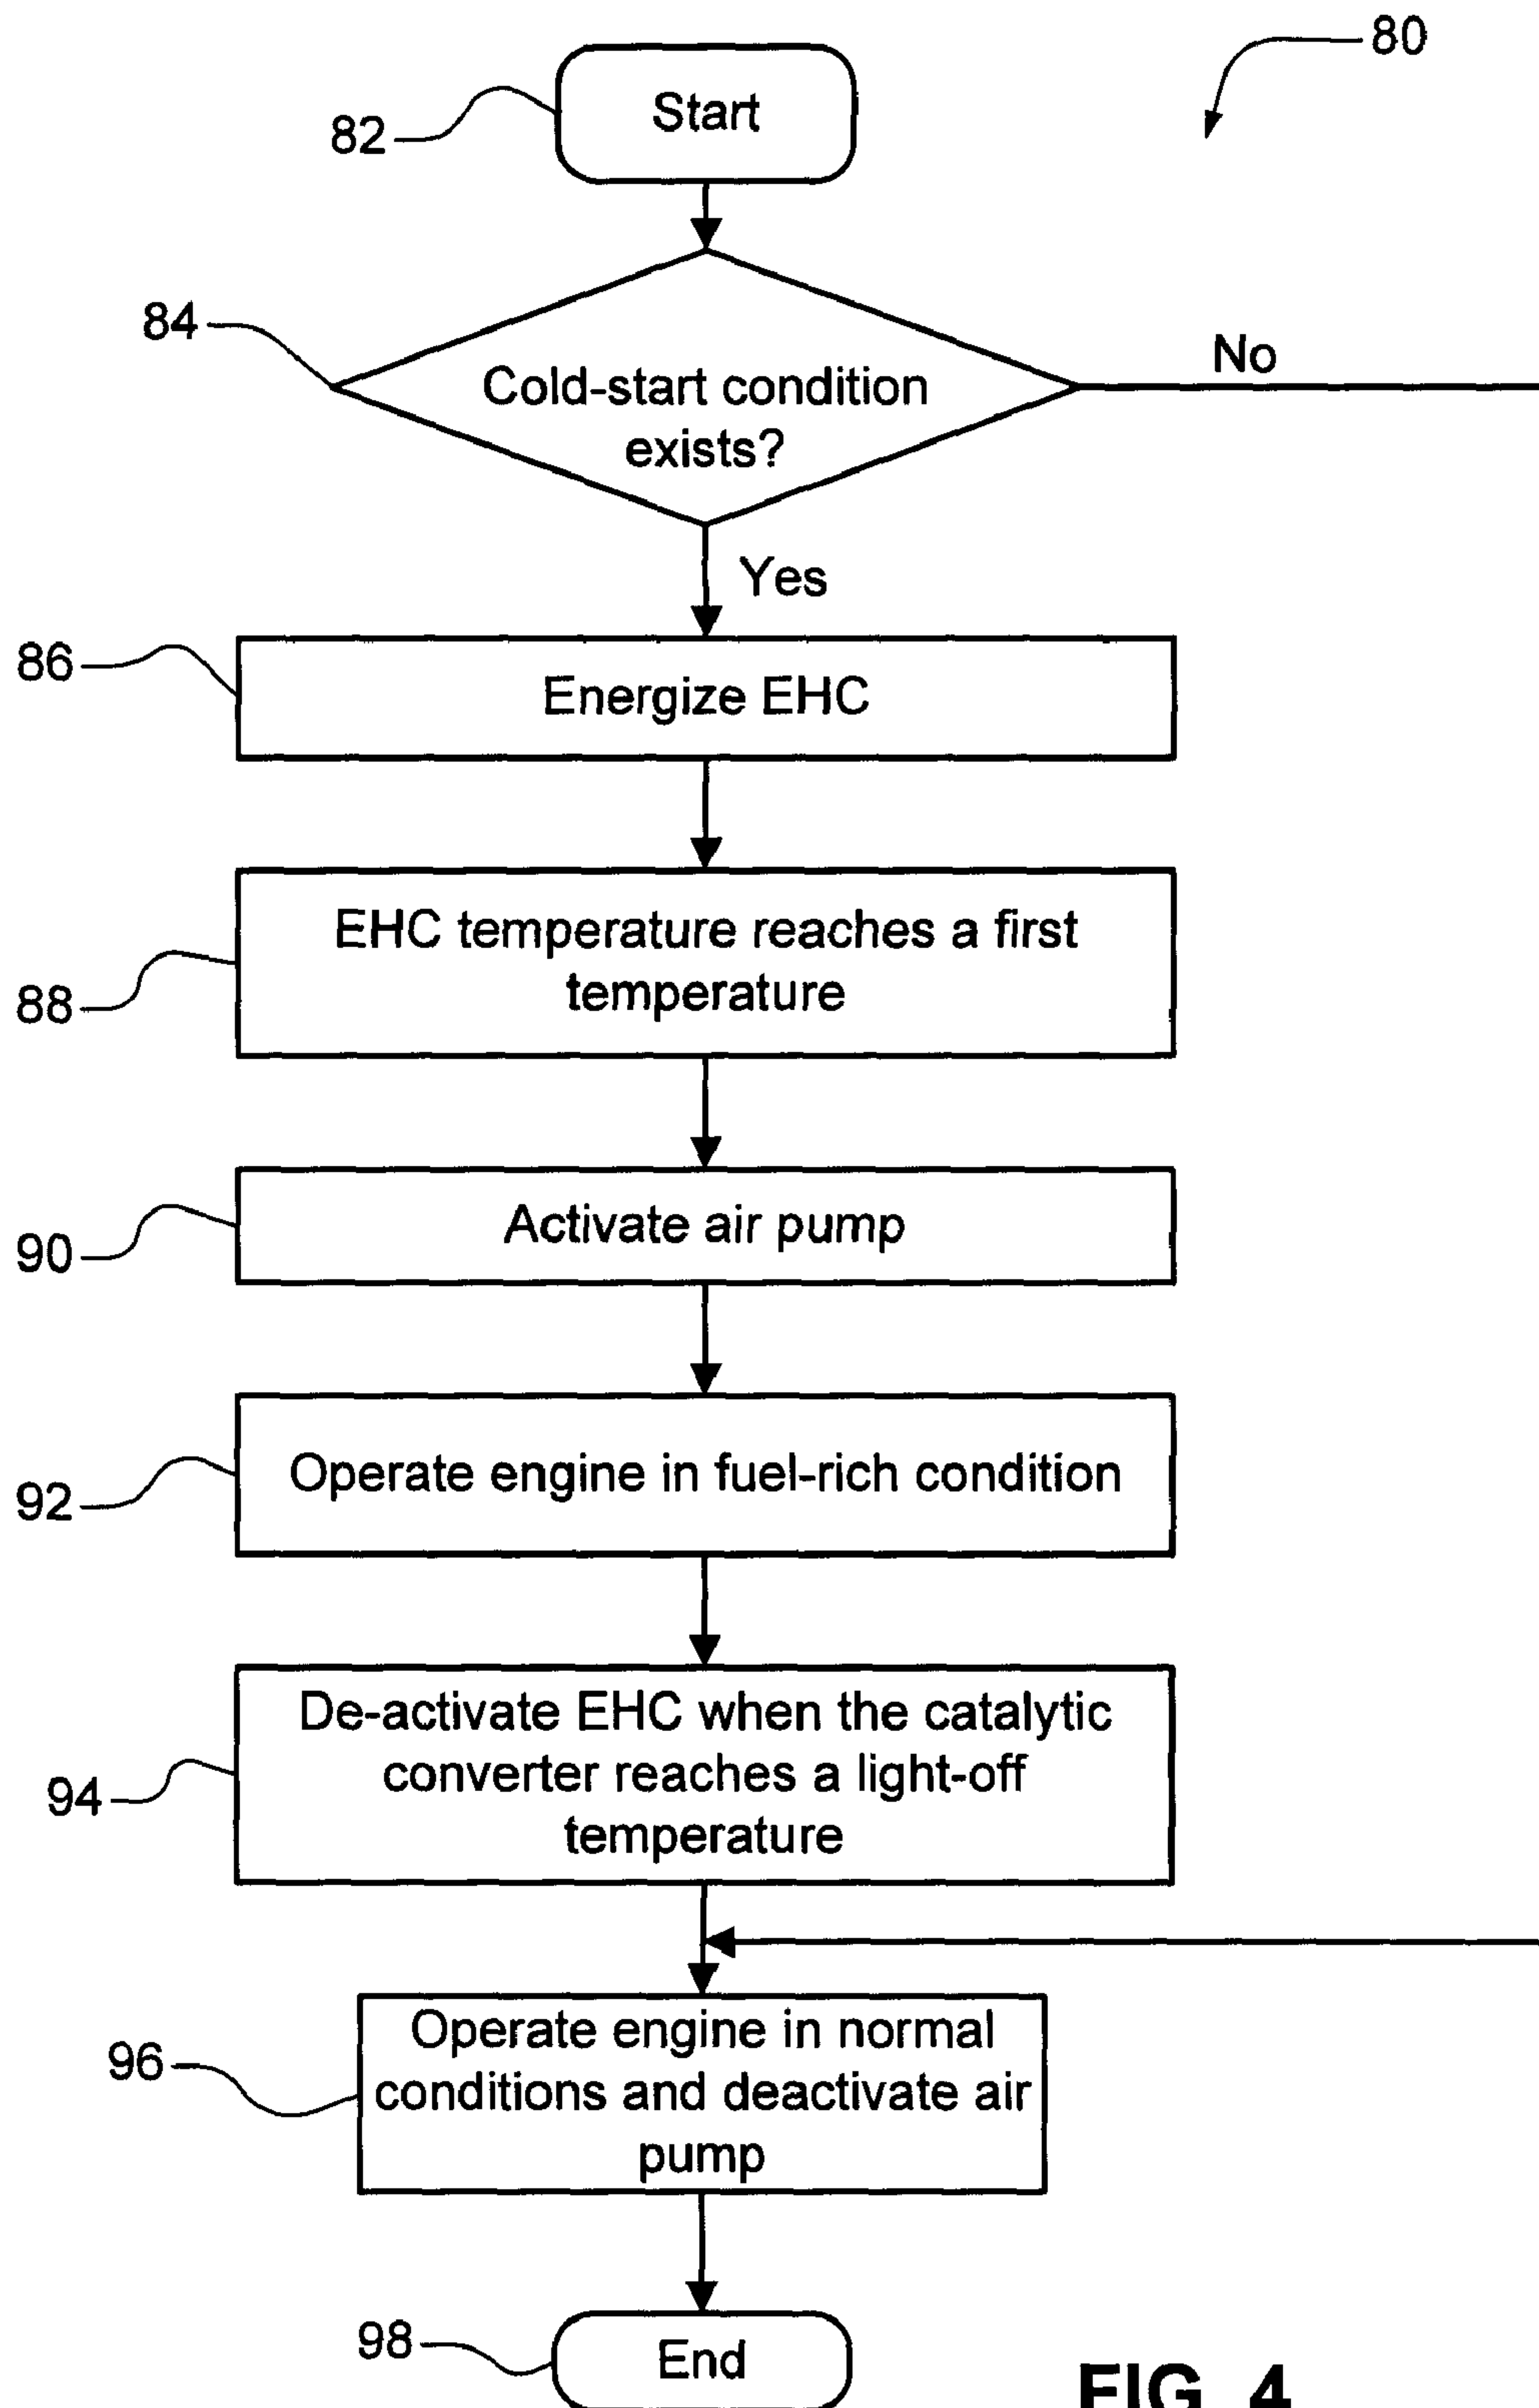 80
Start
82
84
Cold-start condition
exists?
No
Yes
86
Energize EHC
EHC temperature reaches a first
temperature
88
Activate air pump
90
Operate engine in fuel-rich condition
92
De-activate EHC when the catalytic
converter reaches a light-off
temperature
94
Operate engine in normal
conditions and deactivate air
pump
96
98
End
FIG. 4